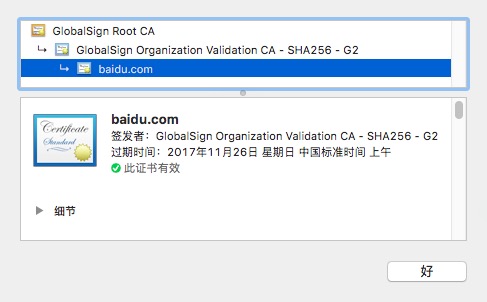 GlobalSign Root CA
GlobalSign Organization Validation CA - SHA256 - G2
baidu.com
Certificate
Standard
baidu.com
签发者：GlobalSign Organization Validation CA - SHA256 - G2
过期时间：2017年11月26日 星期日 中国标准时间 上午
此证书有效
细节
好